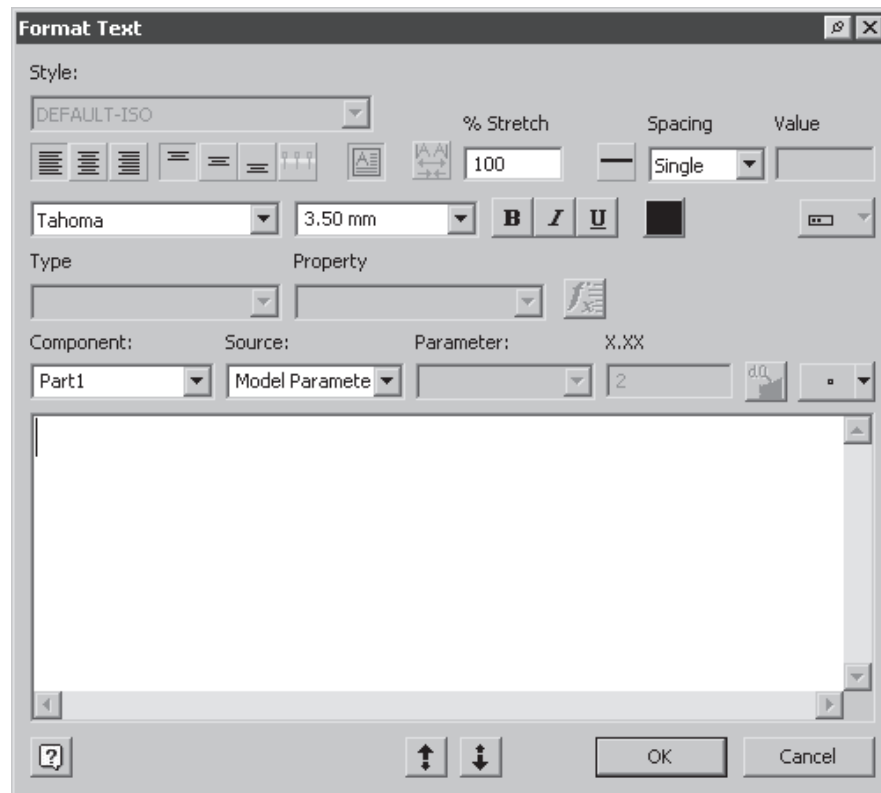 Format Text
Style:
DEFAULT-ISO
% Stretch Spacing Value
100 Single
Tahoma 3.50 mm B I U
Type Property
Component: Source: Parameter: X.XX
Part1 Model Paramete 2
OK Cancel